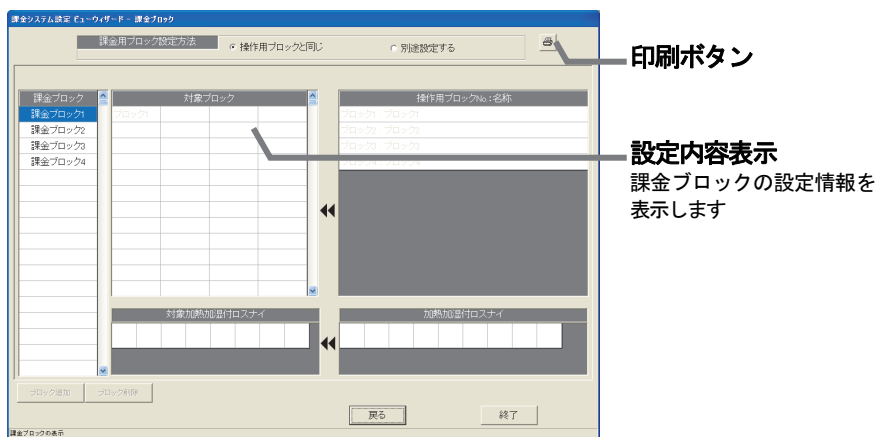 課金システム設定 ビューウィザード - 課金ブロック
課金用ブロック設定方法
操作用ブロックと同じ
別途設定する
印刷ボタン
課金ブロック
対象ブロック
操作用ブロックNo.:名称
課金ブロック1
ブロック1
ブロック1 ブロック1
課金ブロック2
ブロック2 ブロック2
課金ブロック3
ブロック3 ブロック3
課金ブロック4
ブロック4 ブロック4
設定内容表示
課金ブロックの設定情報を
表示します
対象加熱加湿付ロスナイ
加熱加湿付ロスナイ
ブロック追加
ブロック削除
戻る
終了
課金ブロックの表示